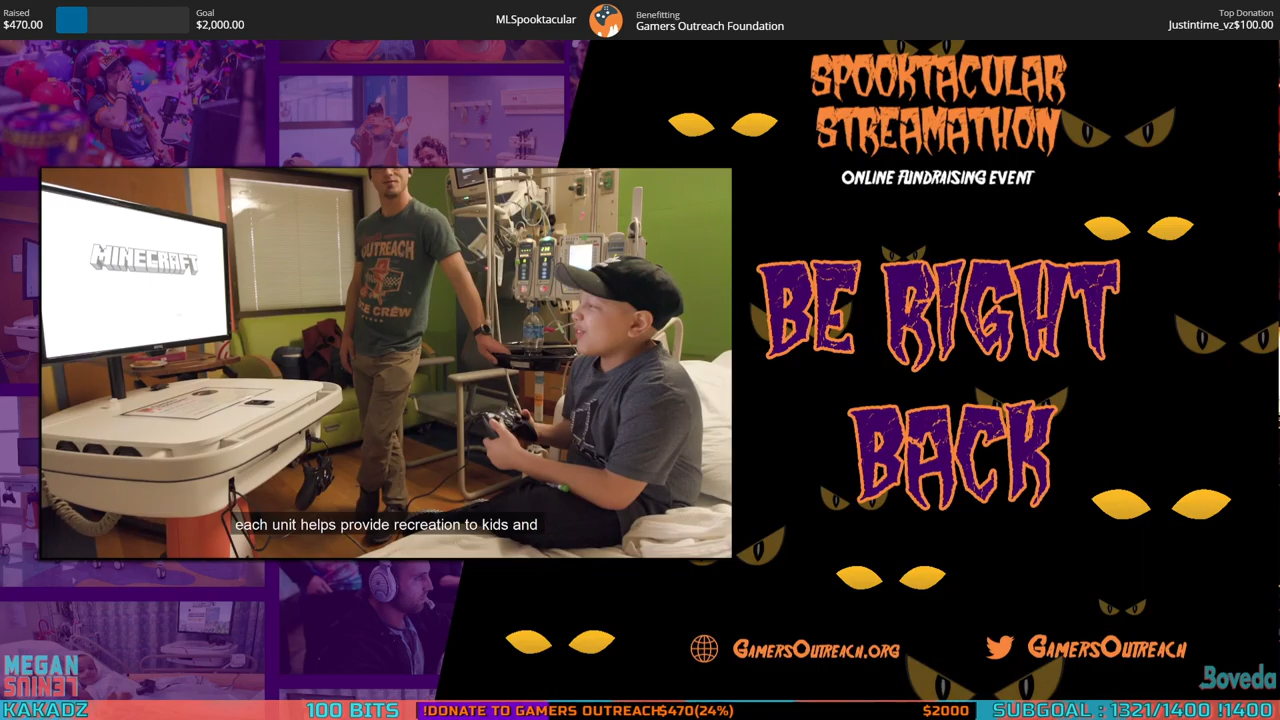 Raised
$470.00
Goal
$2,000.00
MLSpooktacular
Benefitting
Gamers Outreach Foundation
Top Donation
Justintime_vz$100.00
SPOOKTACULAR
STREAMATHON
ONLINE FUNDRAISING EVENT
MINECRAFT
OUTREACH
CREW
BE RIGHT
BACK
each unit helps provide recreation to kids and
GAMERSOUTREACH.ORG
GAMERSOUTREACH
MEGAN
LENIUS
Boveda
KAKADZ
100 BITS
!DONATE TO GAMERS OUTREACH$470(24%)
$2000
SUBGOAL : 1321/1400 !1400